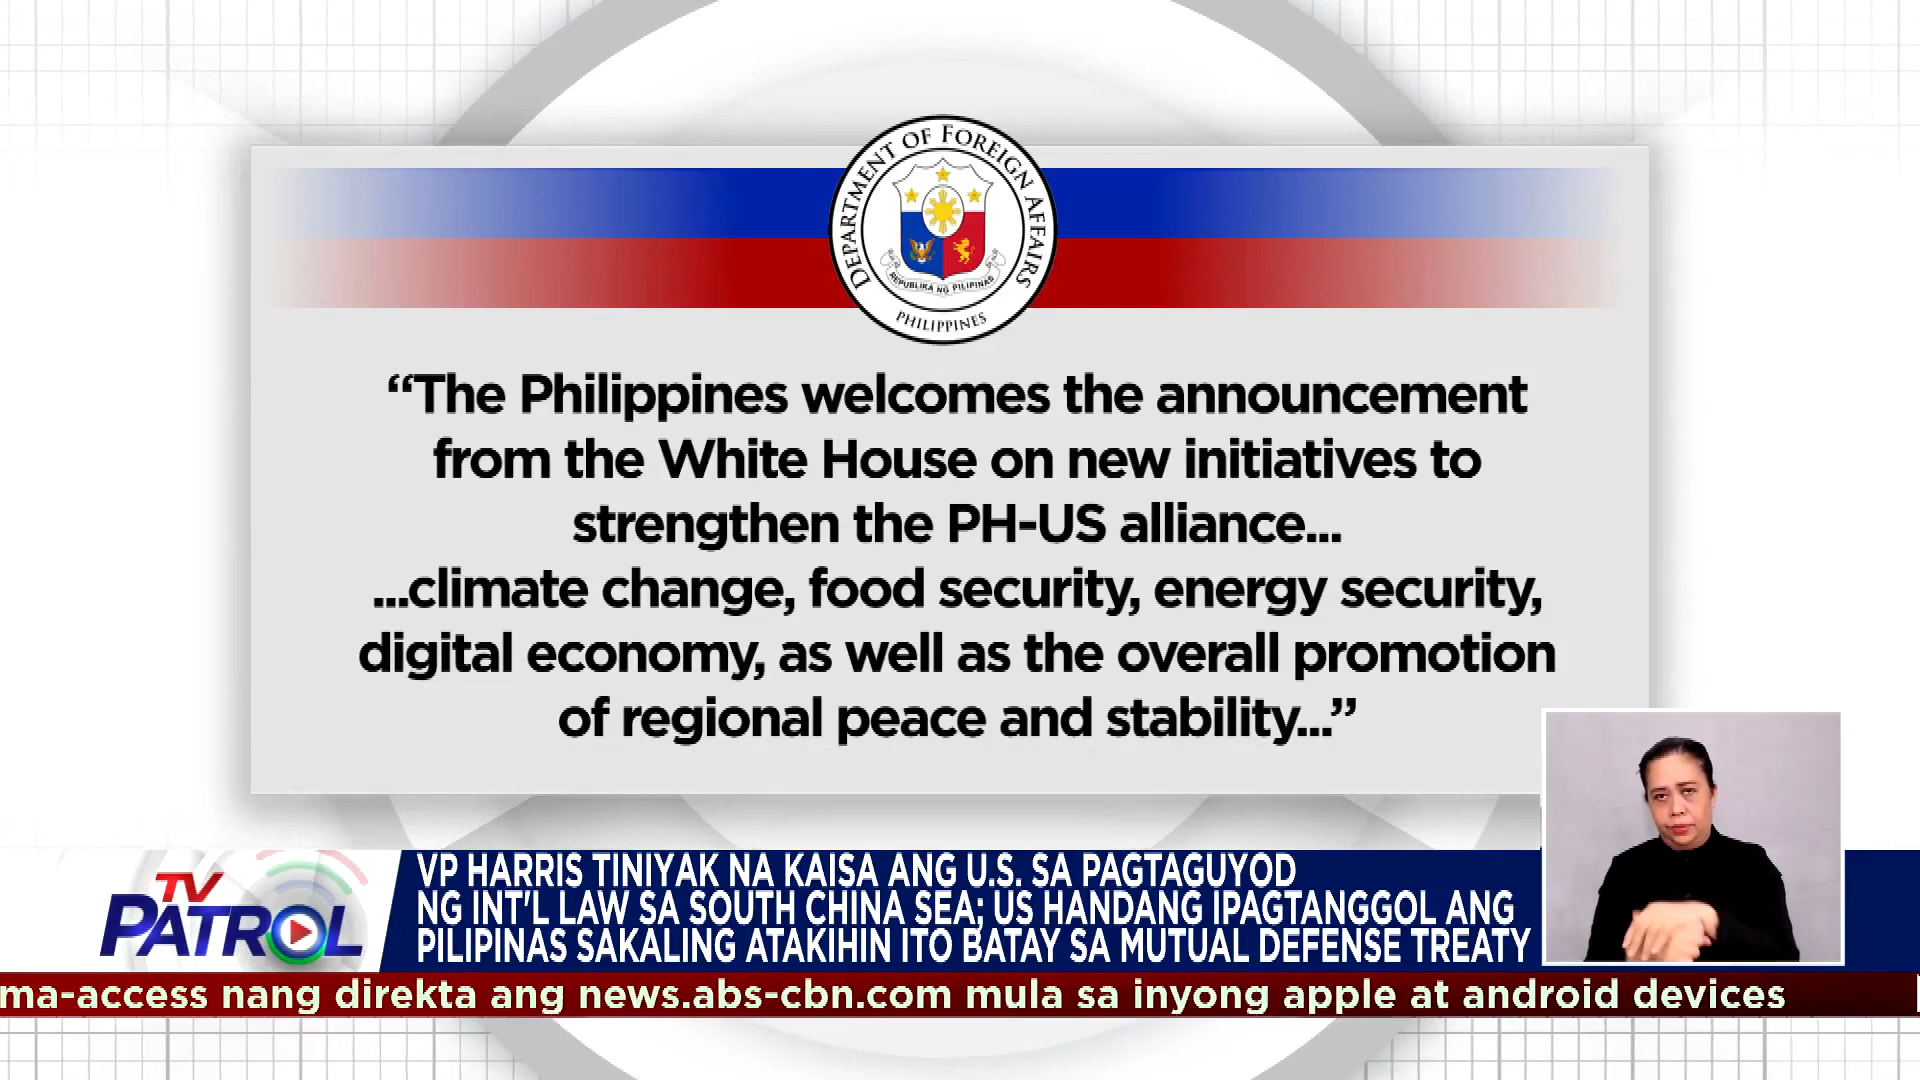 DEPARTMENT OF FOREIGN AFFAIRS
REPUBLIKA NG PILIPINAS
PHILIPPINES
“The Philippines welcomes the announcement
from the White House on new initiatives to
strengthen the PH-US alliance...
...climate change, food security, energy security,
digital economy, as well as the overall promotion
of regional peace and stability...”
TV
PATROL
VP HARRIS TINIYAK NA KAISA ANG U.S. SA PAGTAGUYOD
NG INT'L LAW SA SOUTH CHINA SEA; US HANDANG IPAGTANGGOL ANG
PILIPINAS SAKALING ATAKIHIN ITO BATAY SA MUTUAL DEFENSE TREATY
ma-access nang direkta ang news.abs-cbn.com mula sa inyong apple at android devices